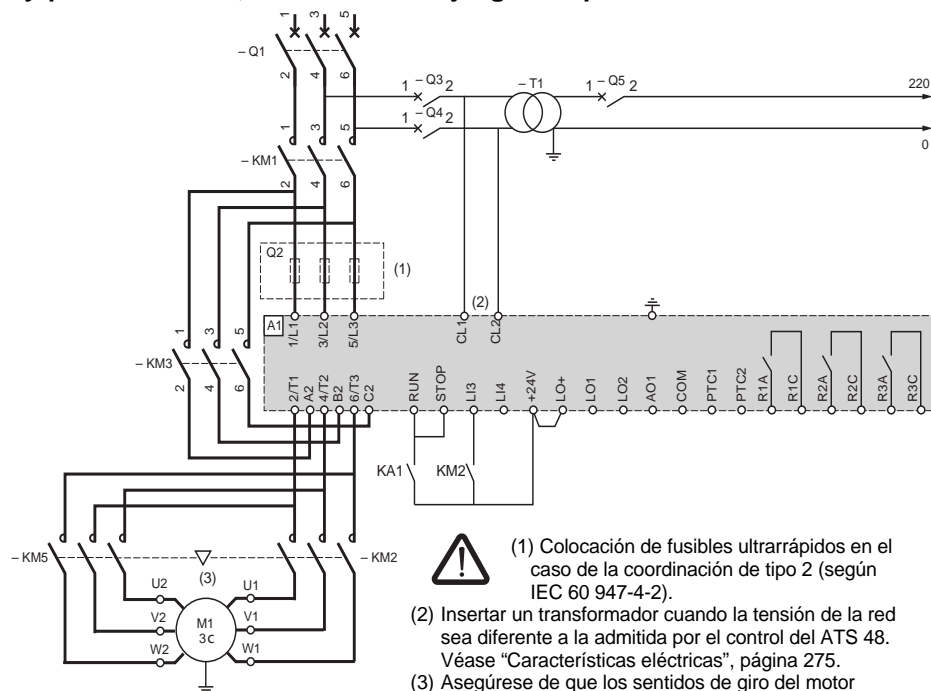 1 3 5
– Q1
2 4 6
1 – Q3 2
– T1
1 – Q5 2
220
1 – Q4 2
0
1 3 5
– KM1
2 4 6
Q2
(1)
(2)
A1
1/L1 3/L2 5/L3 CL1 CL2
1 3 5
– KM3
2 4 6
2/T1 A2 4/T2 B2 6/T3 C2 RUN STOP LI3 LI4 +24V LO+ LO1 LO2 AO1 COM PTC1 PTC2 R1A R1C R2A R2C R3A R3C
KA1 KM2
– KM5
(3)
– KM2
U2 U1
V2 V1
W2 W1
M1
3c
(1) Colocación de fusibles ultrarrápidos en el
caso de la coordinación de tipo 2 (según
IEC 60 947-4-2).
(2) Insertar un transformador cuando la tensión de la red
sea diferente a la admitida por el control del ATS 48.
Véase “Características eléctricas”, página 275.
(3) Asegúrese de que los sentidos de giro del motor